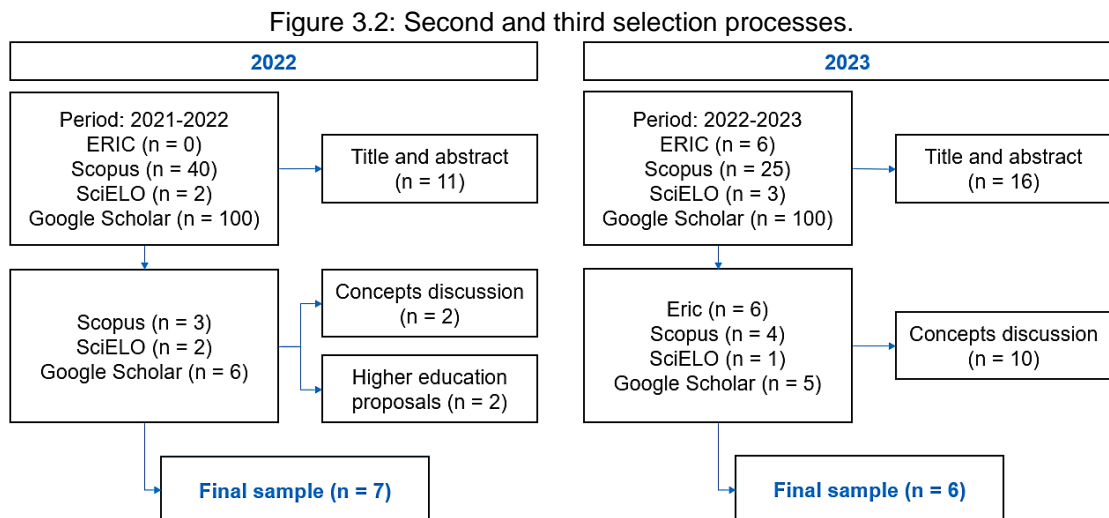 Figure 3.2: Second and third selection processes.
2022
Period: 2021-2022
ERIC (n = 0)
Scopus (n = 40)
SciELO (n = 2)
Google Scholar (n = 100)
Title and abstract
(n = 11)
Scopus (n = 3)
SciELO (n = 2)
Google Scholar (n = 6)
Concepts discussion
(n = 2)
Higher education
proposals (n = 2)
Final sample (n = 7)
2023
Period: 2022-2023
ERIC (n = 6)
Scopus (n = 25)
SciELO (n = 3)
Google Scholar (n = 100)
Title and abstract
(n = 16)
Eric (n = 6)
Scopus (n = 4)
SciELO (n = 1)
Google Scholar (n = 5)
Concepts discussion
(n = 10)
Final sample (n = 6)